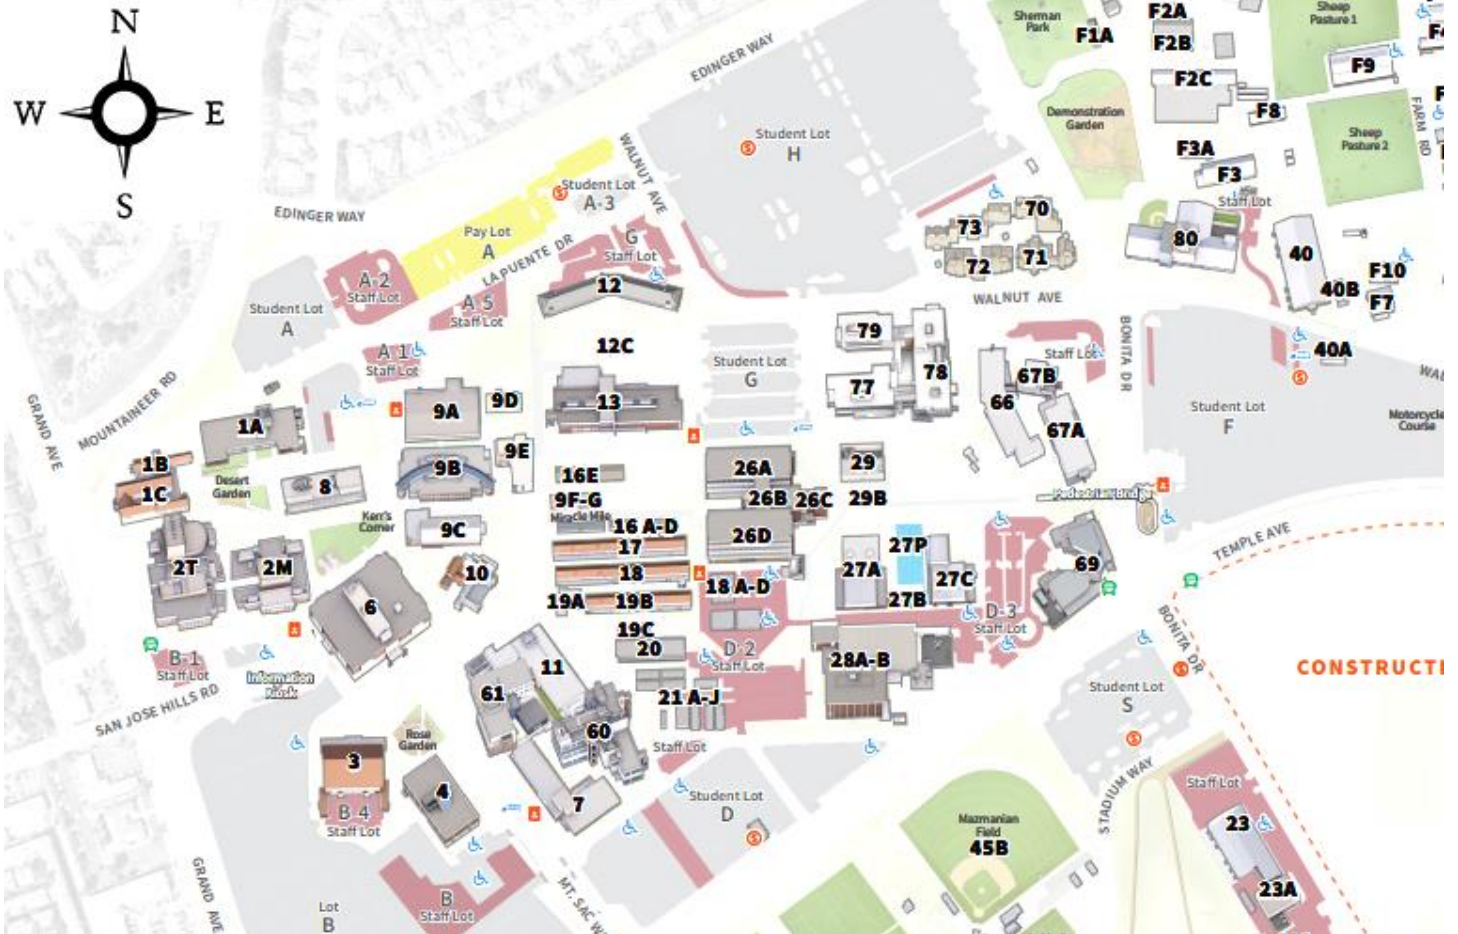 N
W
E
S
Sherman
Park
F1A
F2A
F2B
F2C
Sheep
Pasture 1
F9
F8
EDINGER WAY
Student Lot
H
Demonstration
Garden
Sheep
Pasture 2
FARM RD
F3A
F3
Staff Lot
WALNUT AVE
Student Lot
A-3
EDINGER WAY
Pay Lot
A
LA PUENTE DR
G
Staff Lot
70
73
71
72
80
40
40B
F10
F7
A-2
Staff Lot
A 5
Staff Lot
12
WALNUT AVE
Student Lot
A
12C
79
78
77
Student Lot
G
Staff Lot
BONITA DR
40A
A 1
Staff Lot
MOUNTAINEER RD
GRAND AVE
9A
9D
13
66
67B
67A
Student Lot
F
Motorcycle
Course
1A
1B
1C
Desert
Garden
8
9B
9E
16E
9F-G
Miracle Mile
26A
26B
26C
29
29B
Pedestrian Bridge
Kerr's
Corner
9C
16 A-D
17
26D
27P
27A
27C
27B
TEMPLE AVE
2T
2M
10
18
18 A-D
69
6
19A
19B
19C
20
D-2
Staff Lot
D-3
Staff Lot
BONITA DR
B-1
Staff Lot
Information
Kiosk
SAN JOSE HILLS RD
11
61
60
21 A-J
28A-B
Student Lot
S
Rose
Garden
3
4
7
Staff Lot
Student Lot
D
B 4
Staff Lot
STADIUM WAY
Staff Lot
23
23A
Mazmanian
Field
45B
GRAND AVE
Lot
B
B
Staff Lot